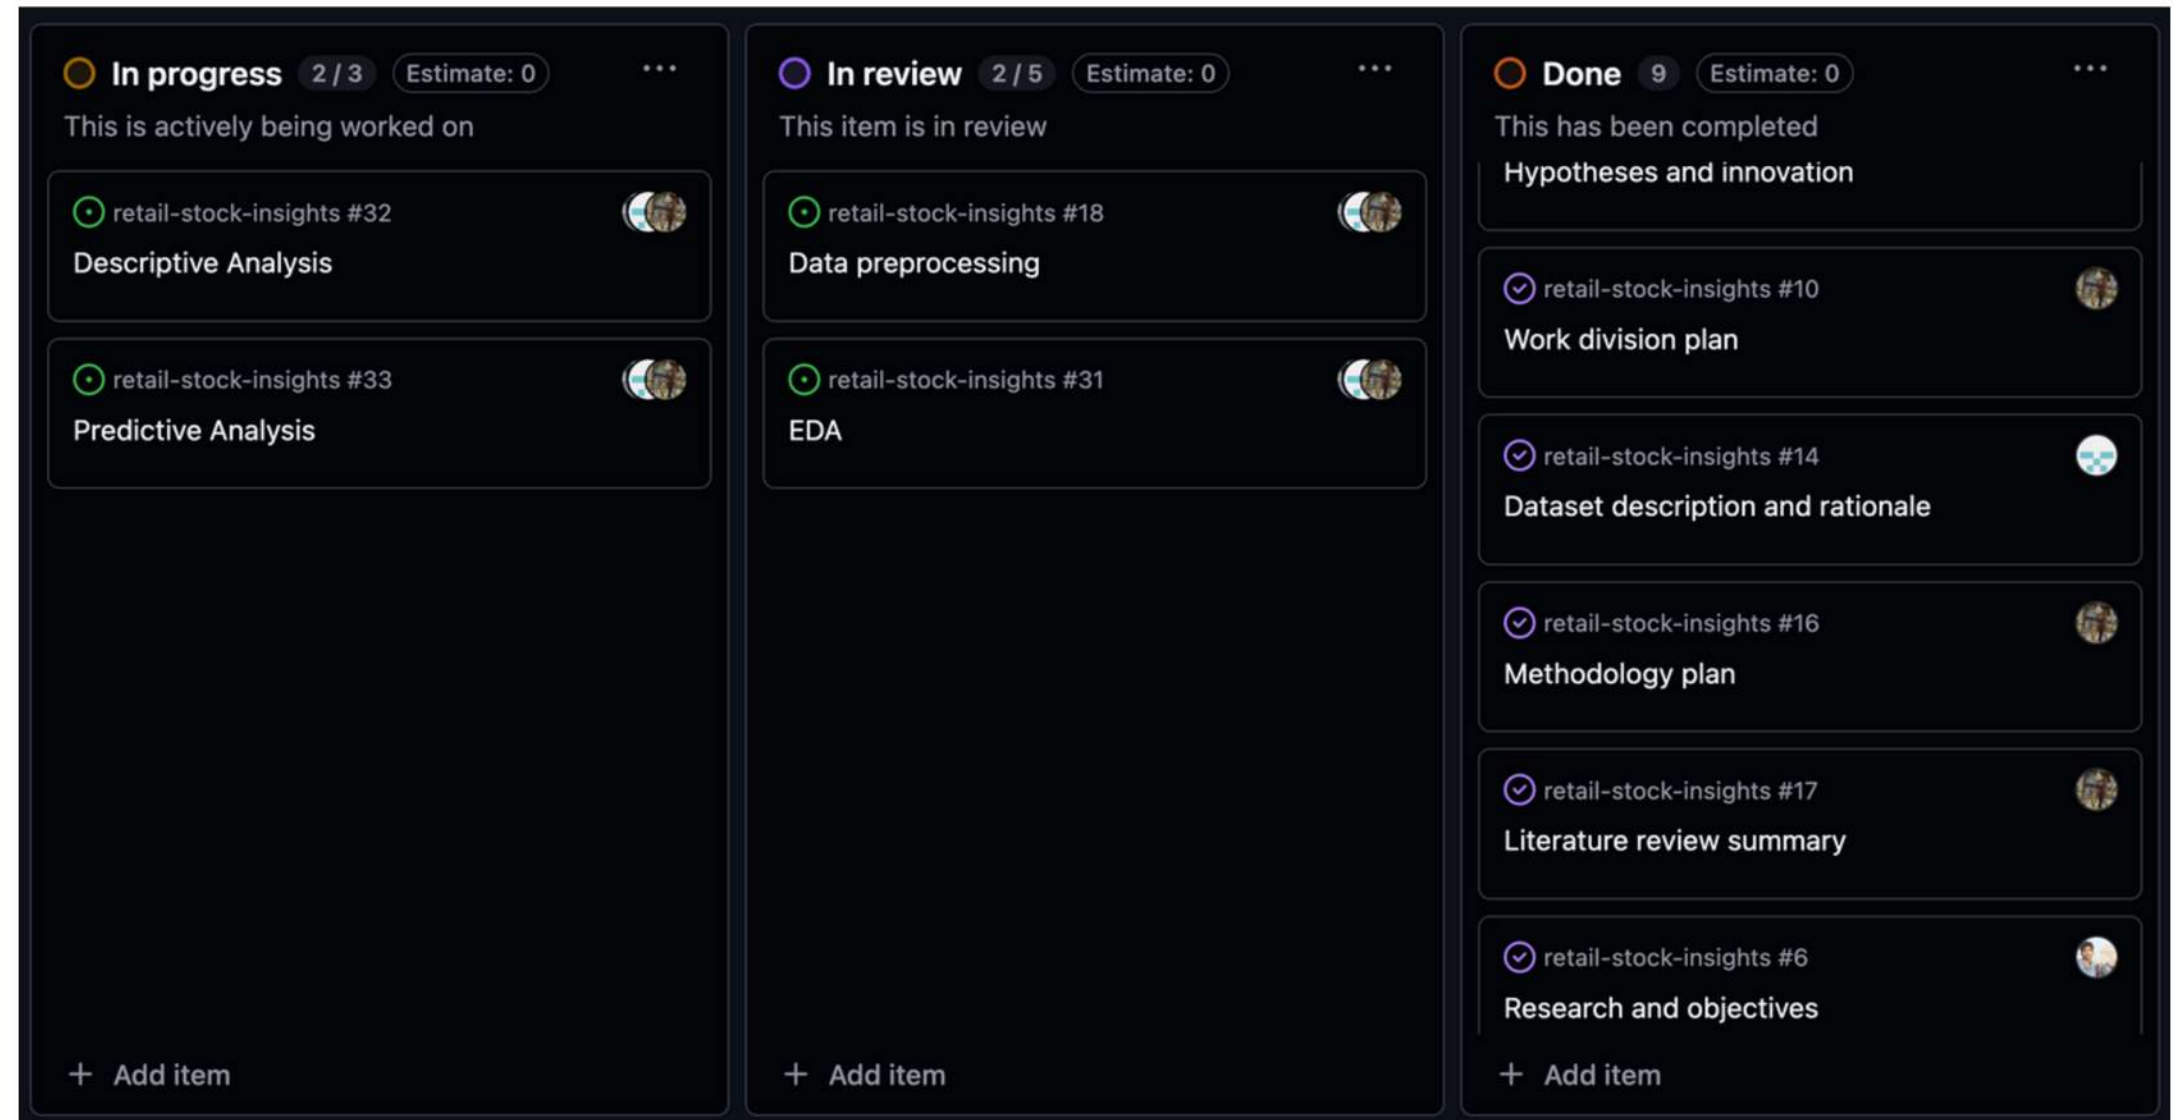 In progress 2 / 3 Estimate: 0 ...
This is actively being worked on
retail-stock-insights #32
Descriptive Analysis
retail-stock-insights #33
Predictive Analysis
+ Add item
In review 2 / 5 Estimate: 0 ...
This item is in review
retail-stock-insights #18
Data preprocessing
retail-stock-insights #31
EDA
+ Add item
Done 9 Estimate: 0 ...
This has been completed
Hypotheses and innovation
retail-stock-insights #10
Work division plan
retail-stock-insights #14
Dataset description and rationale
retail-stock-insights #16
Methodology plan
retail-stock-insights #17
Literature review summary
retail-stock-insights #6
Research and objectives
+ Add item